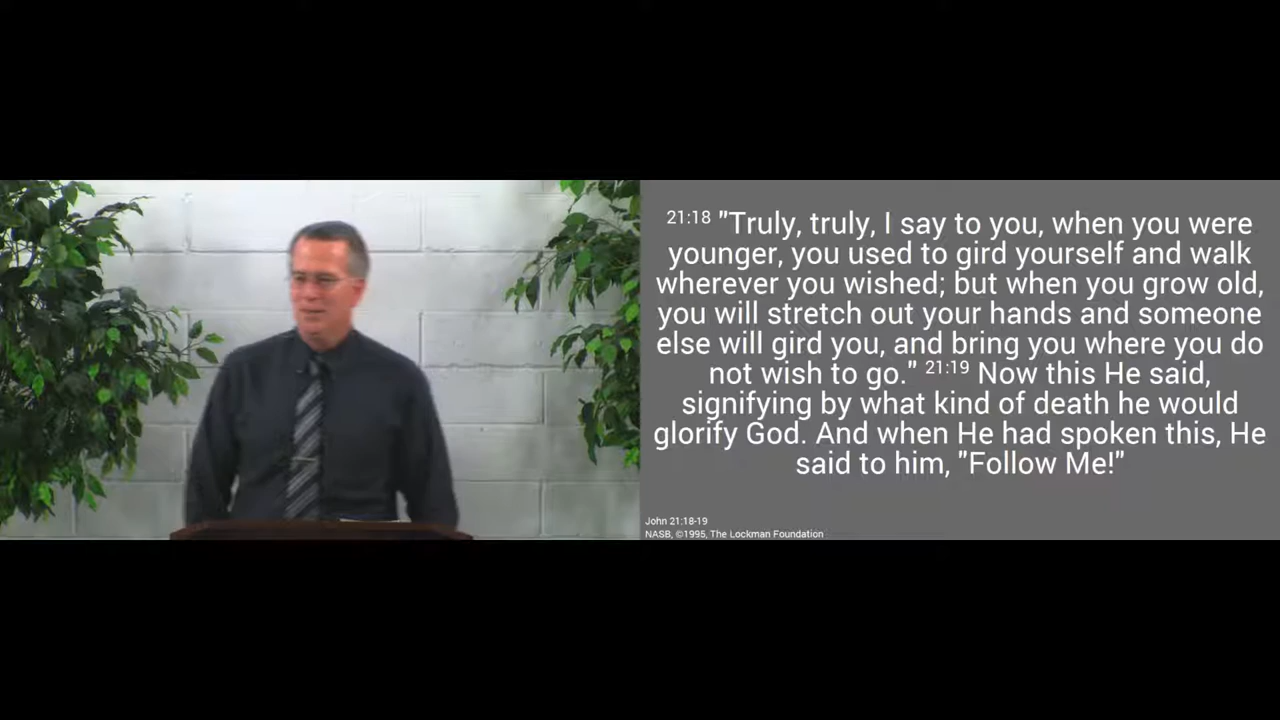 21:18 "Truly, truly, I say to you, when you were
younger, you used to gird yourself and walk
wherever you wished; but when you grow old,
you will stretch out your hands and someone
else will gird you, and bring you where you do
not wish to go." 21:19 Now this He said,
signifying by what kind of death he would
glorify God. And when He had spoken this, He
said to him, "Follow Me!"
John 21:18-19
NASB, ©1995, The Lockman Foundation